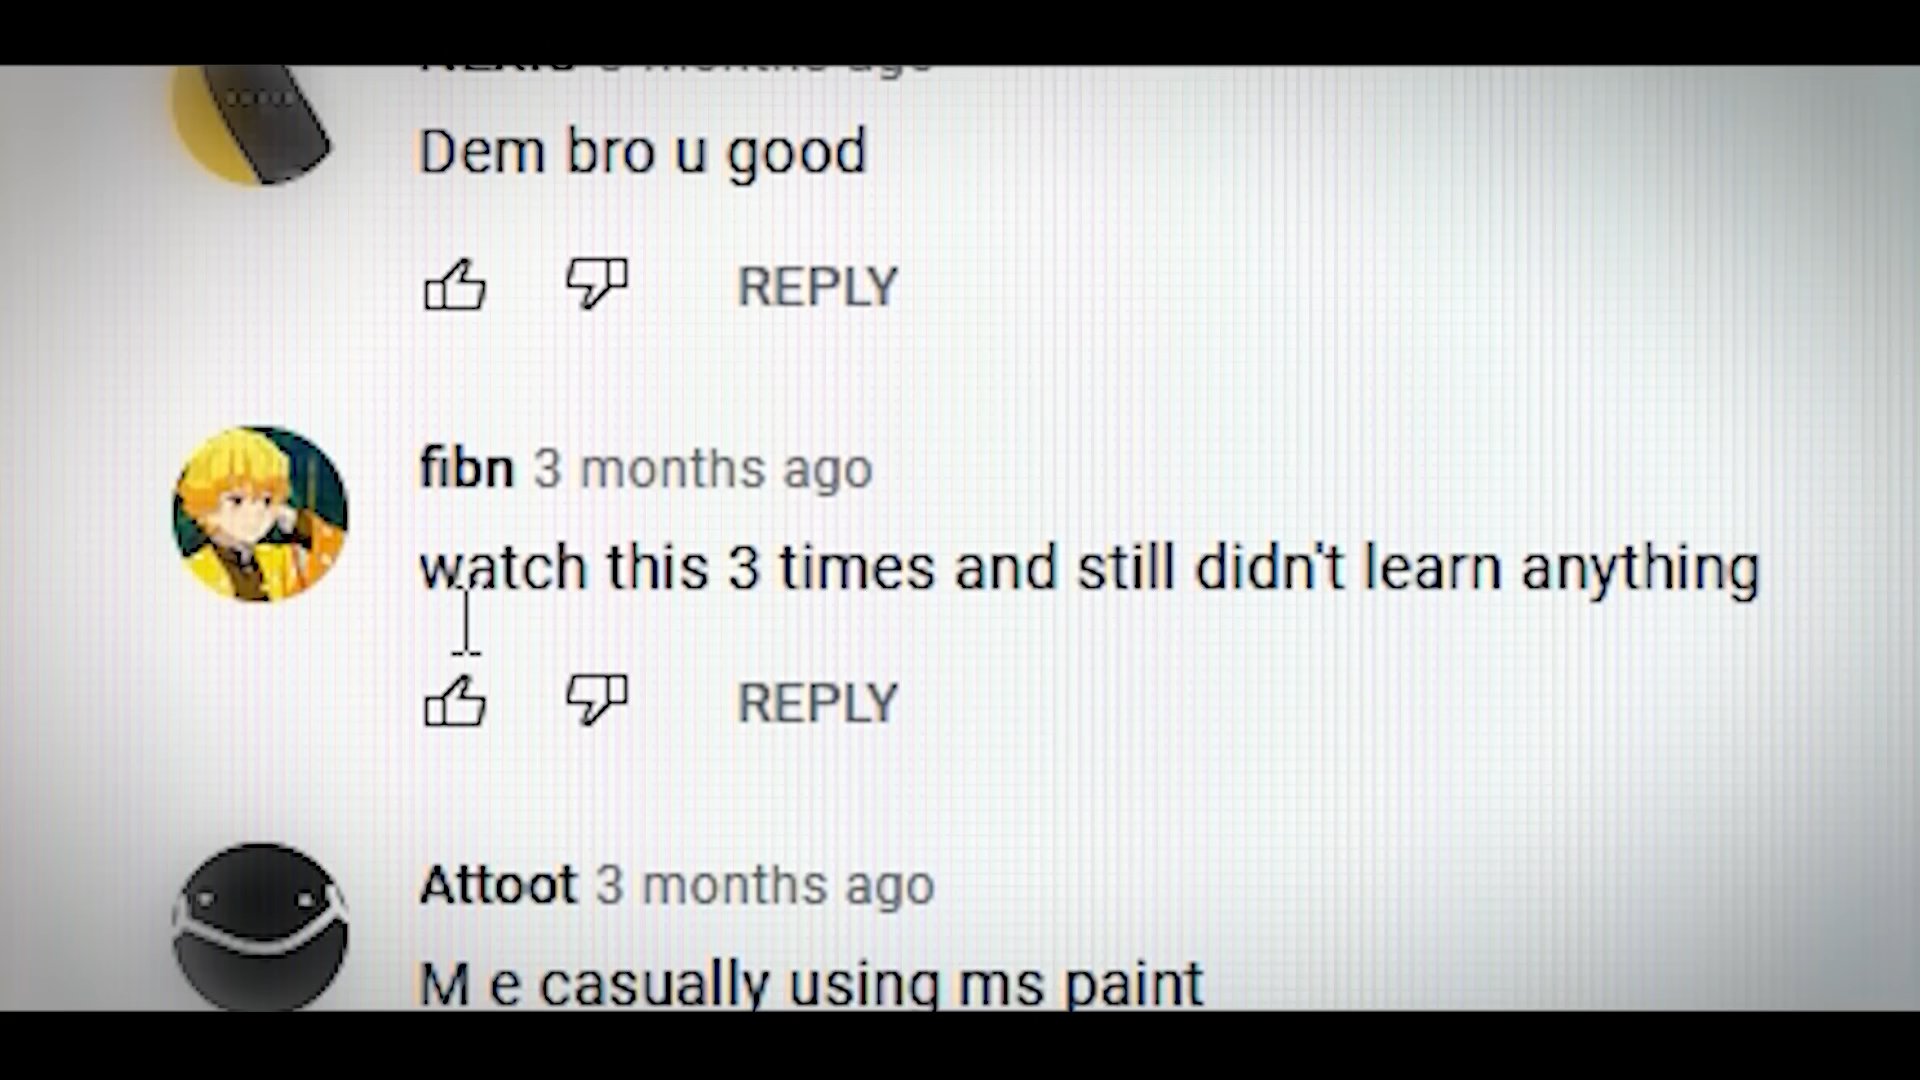 Dem bro u good
REPLY
fibn 3 months ago
watch this 3 times and still didn't learn anything
REPLY
Attoot 3 months ago
M e casually using ms paint